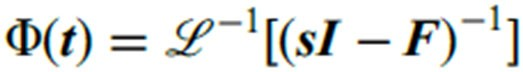 Φ(t) = ℒ⁻¹[(sI − F)⁻¹]